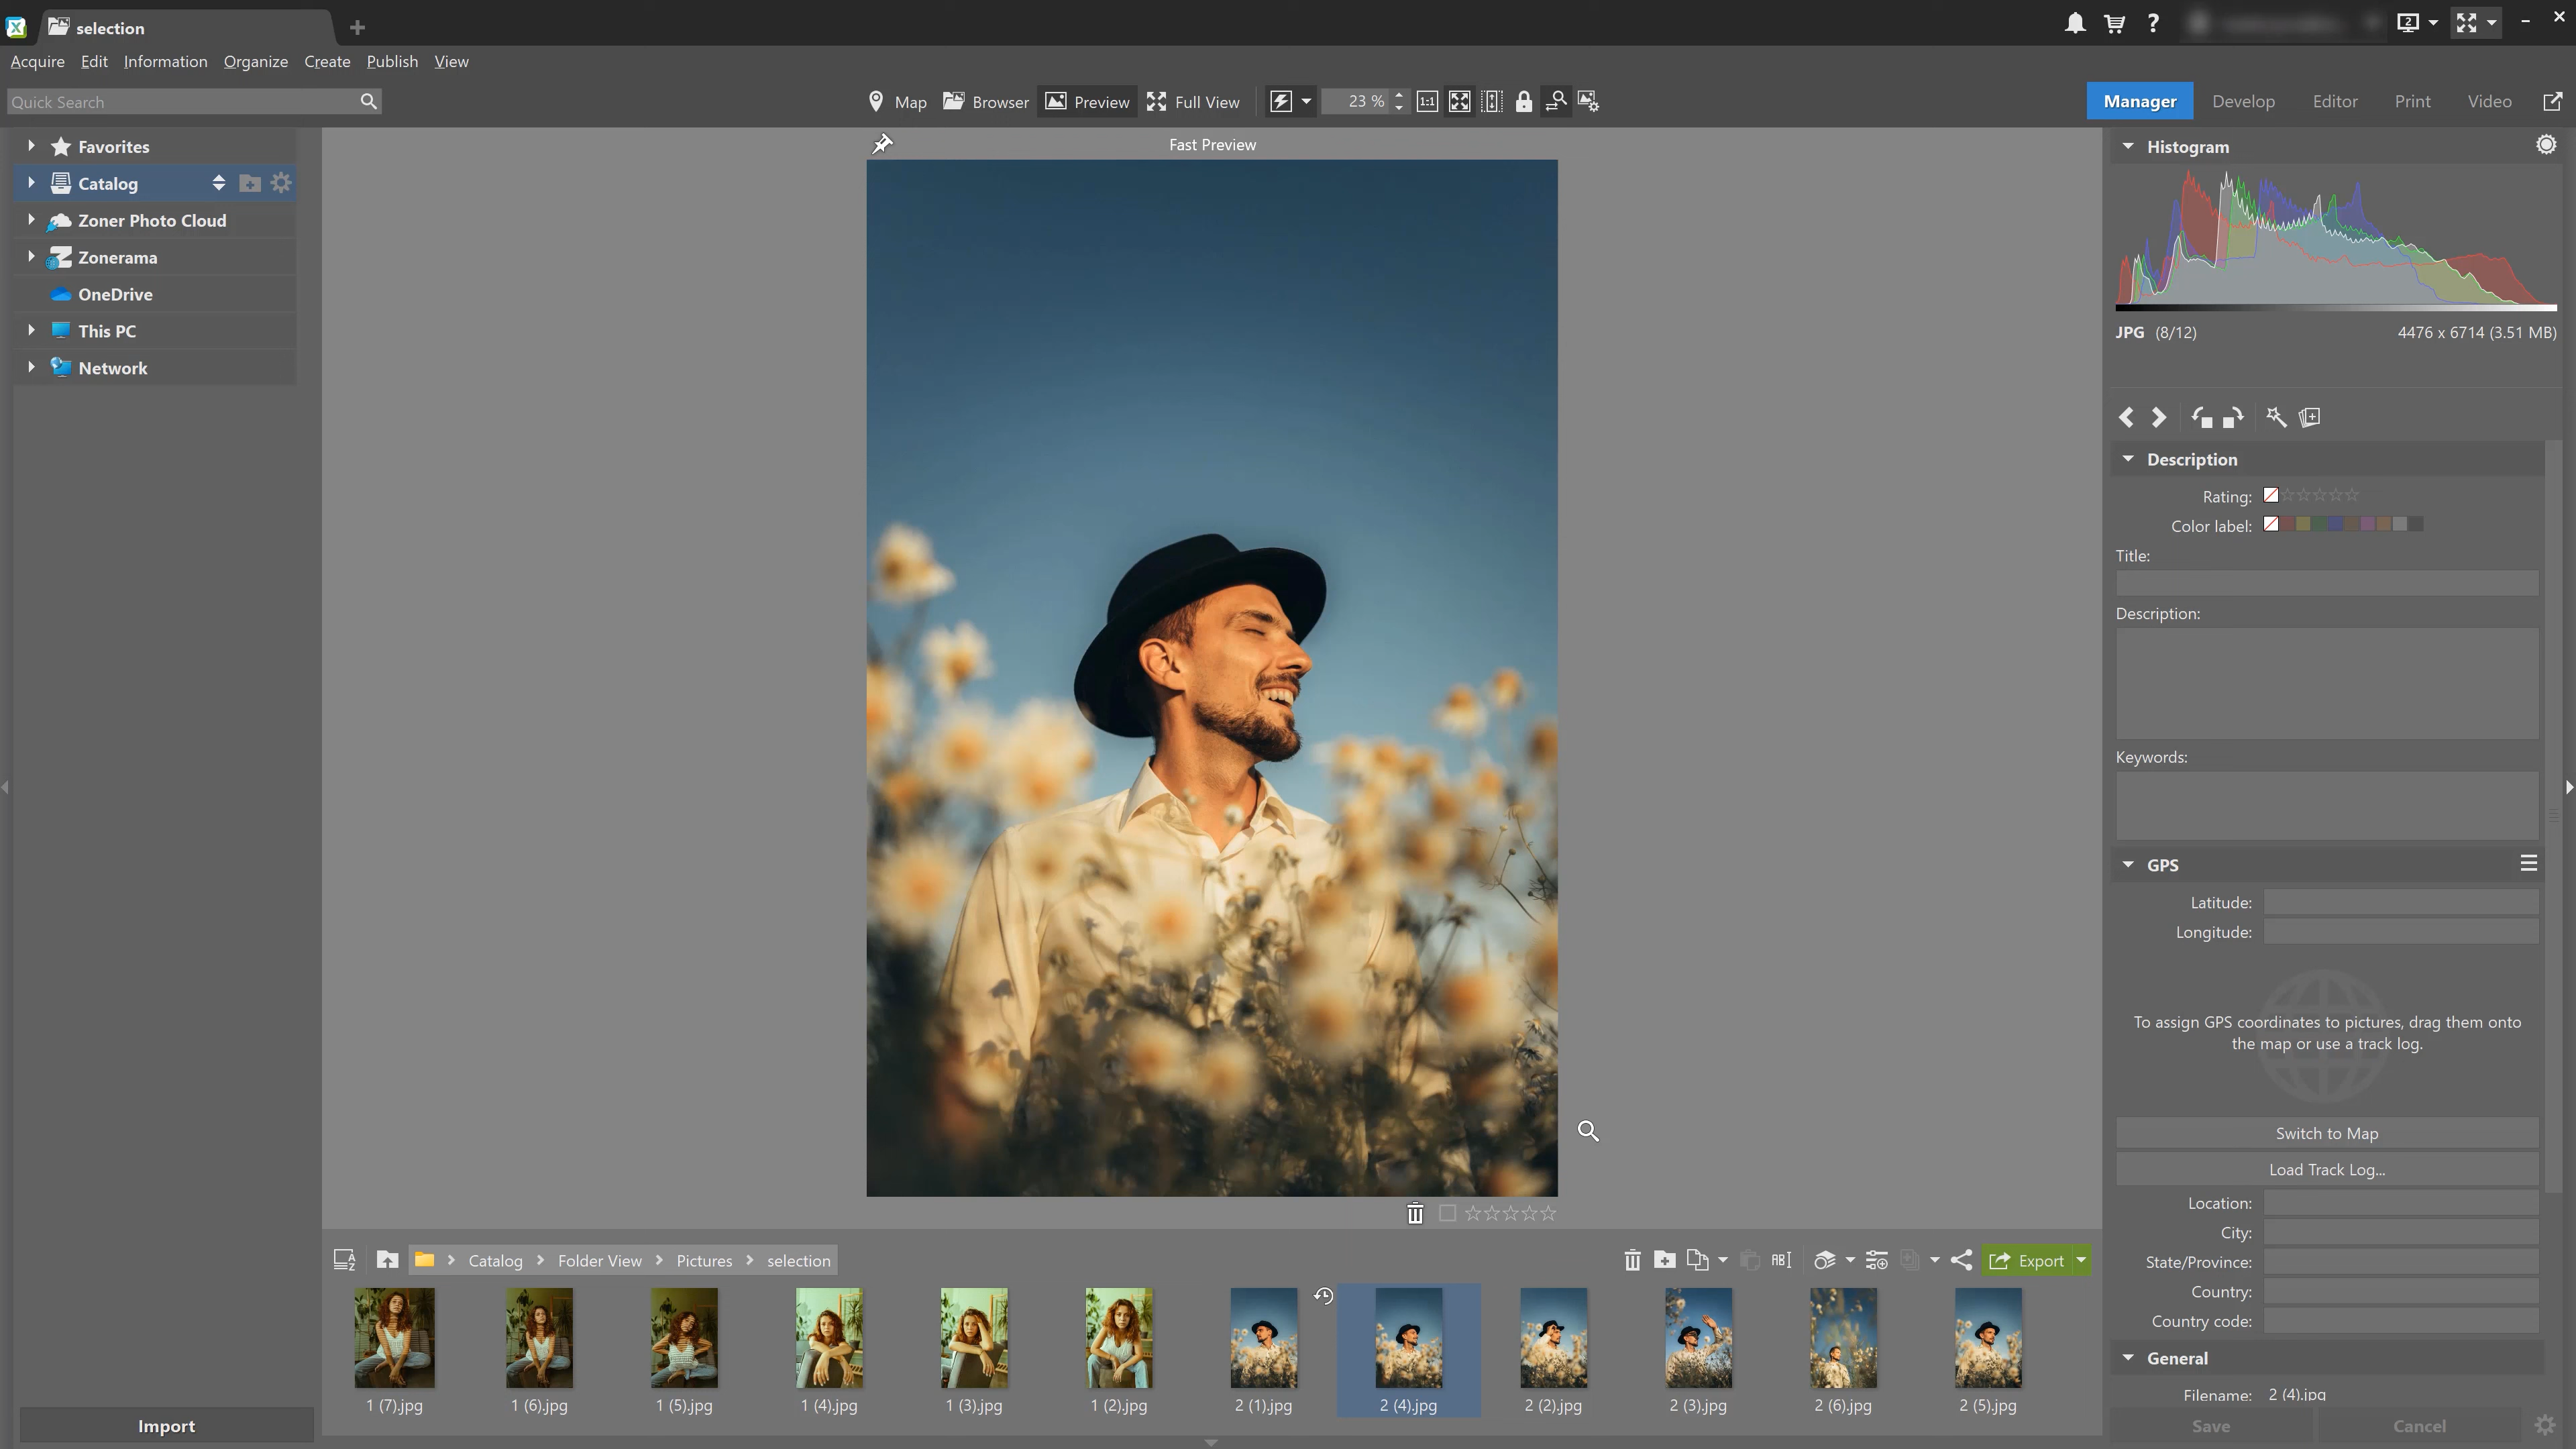 selection
2
Acquire Edit Information Organize Create Publish View
Quick Search
Map Browser Preview Full View
23 %
1:1
Manager Develop Editor Print Video
Favorites
Catalog
Zoner Photo Cloud
Zonerama
OneDrive
This PC
Network
Import
Fast Preview
Histogram
JPG (8/12) 4476 x 6714 (3.51 MB)
Description
Rating:
Color label:
Title:
Description:
Keywords:
GPS
Latitude:
Longitude:
To assign GPS coordinates to pictures, drag them onto
the map or use a track log.
Switch to Map
Load Track Log...
Location:
City:
State/Province:
Country:
Country code:
General
Filename: 2 (4).jpg
Save Cancel
Catalog Folder View Pictures selection
Export
1 (7).jpg 1 (6).jpg 1 (5).jpg 1 (4).jpg 1 (3).jpg 1 (2).jpg 2 (1).jpg 2 (4).jpg 2 (2).jpg 2 (3).jpg 2 (6).jpg 2 (5).jpg